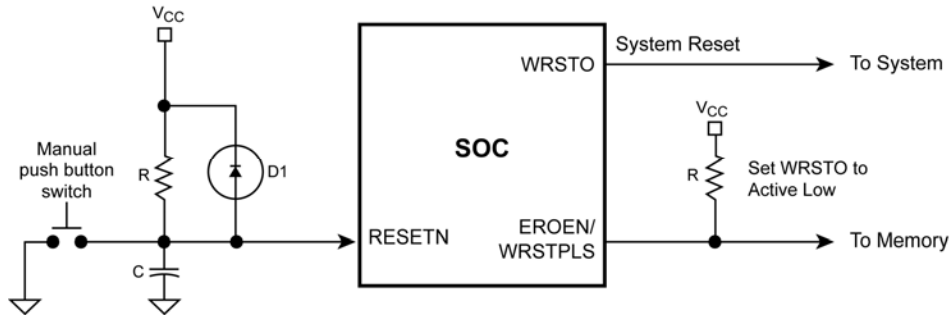 VCC
Manual
push button
switch
R
D1
C
RESETN
SOC
WRSTO
EROEN/
WRSTPLS
System Reset
To System
VCC
R
Set WRSTO to
Active Low
To Memory